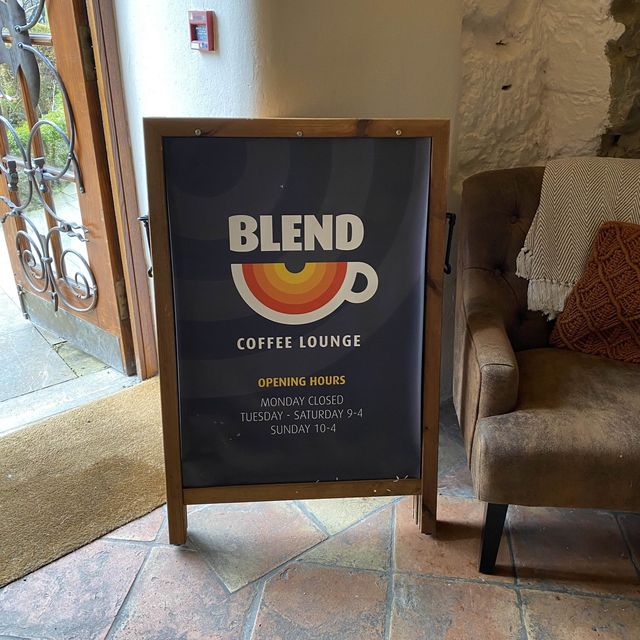 BLEND
COFFEE LOUNGE
OPENING HOURS
MONDAY CLOSED
TUESDAY - SATURDAY 9-4
SUNDAY 10-4